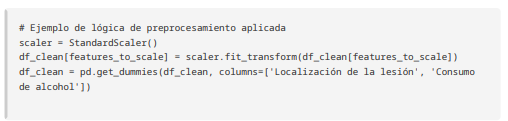 # Ejemplo de lógica de preprocesamiento aplicada
scaler = StandardScaler()
df_clean[features_to_scale] = scaler.fit_transform(df_clean[features_to_scale])
df_clean = pd.get_dummies(df_clean, columns=['Localización de la lesión', 'Consumo
de alcohol'])